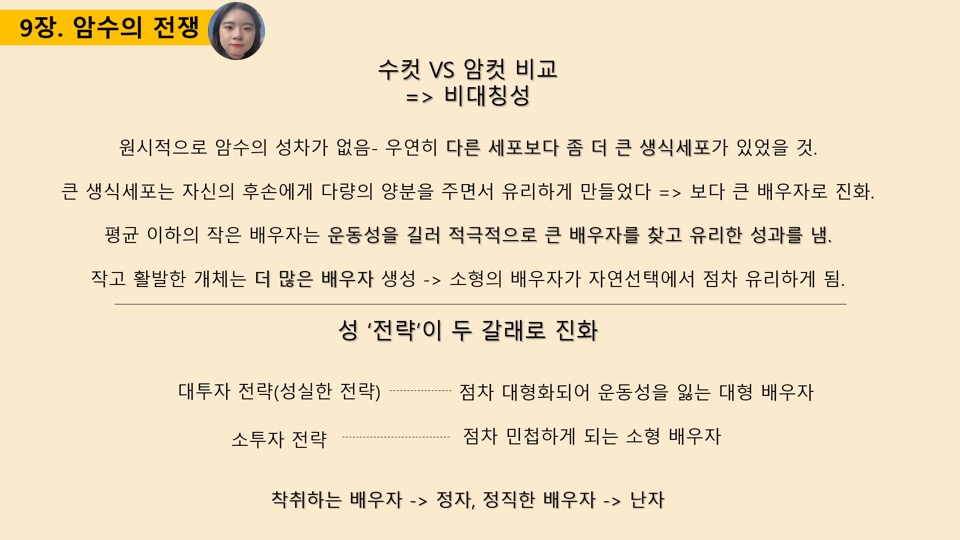 9장. 암수의 전쟁
수컷 VS 암컷 비교
=> 비대칭성
원시적으로 암수의 성차가 없음- 우연히 다른 세포보다 좀 더 큰 생식세포가 있었을 것.
큰 생식세포는 자신의 후손에게 다량의 양분을 주면서 유리하게 만들었다 => 보다 큰 배우자로 진화.
평균 이하의 작은 배우자는 운동성을 길러 적극적으로 큰 배우자를 찾고 유리한 성과를 냄.
작고 활발한 개체는 더 많은 배우자 생성 -> 소형의 배우자가 자연선택에서 점차 유리하게 됨.
성 ‘전략’이 두 갈래로 진화
대투자 전략(성실한 전략) 점차 대형화되어 운동성을 잃는 대형 배우자
소투자 전략 점차 민첩하게 되는 소형 배우자
착취하는 배우자 -> 정자, 정직한 배우자 -> 난자